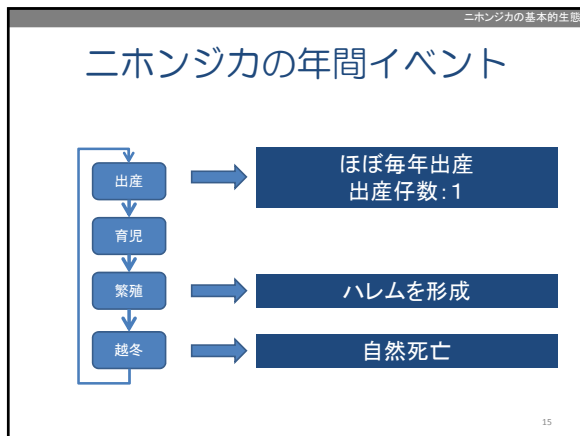 ニホンジカの基本的生態
ニホンジカの年間イベント
出産
ほぼ毎年出産
出産仔数:1
育児
繁殖
ハレムを形成
越冬
自然死亡
15